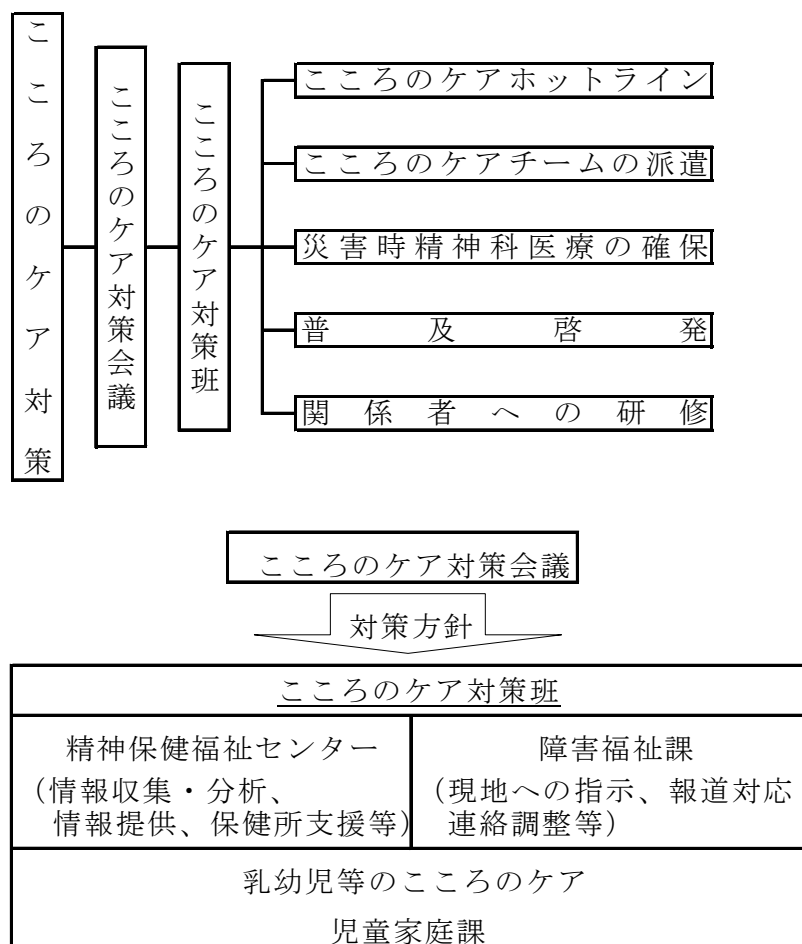 こころのケア対策
こころのケア対策会議
こころのケア対策班
こころのケアホットライン
こころのケアチームの派遣
災害時精神科医療の確保
普及啓発
関係者への研修
こころのケア対策会議
対策方針
こころのケア対策班
精神保健福祉センター
（情報収集・分析、
情報提供、保健所支援等）
障害福祉課
（現地への指示、報道対応
連絡調整等）
乳幼児等のこころのケア
児童家庭課